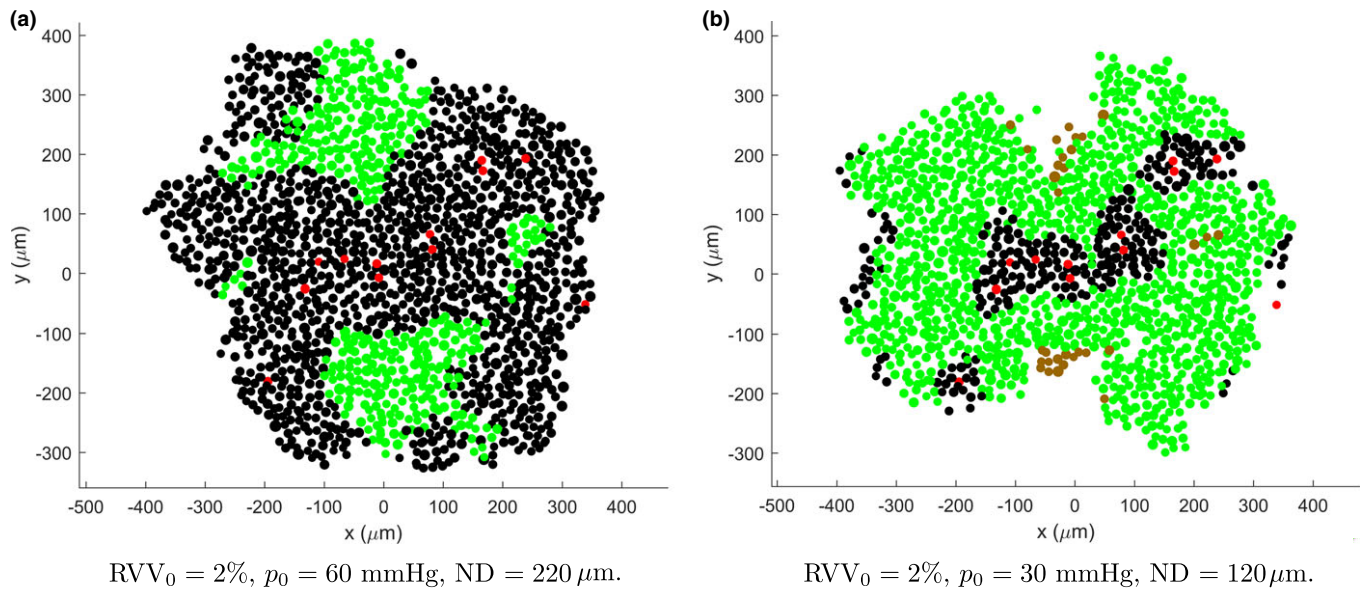 (a)
400
300
200
100
0
-100
-200
-300
-500 -400 -300 -200 -100 0 100 200 300 400
y (μm)
x (μm)
RVV₀ = 2%, p₀ = 60 mmHg, ND = 220 μm.
(b)
400
300
200
100
0
-100
-200
-300
-500 -400 -300 -200 -100 0 100 200 300 400
y (μm)
x (μm)
RVV₀ = 2%, p₀ = 30 mmHg, ND = 120 μm.